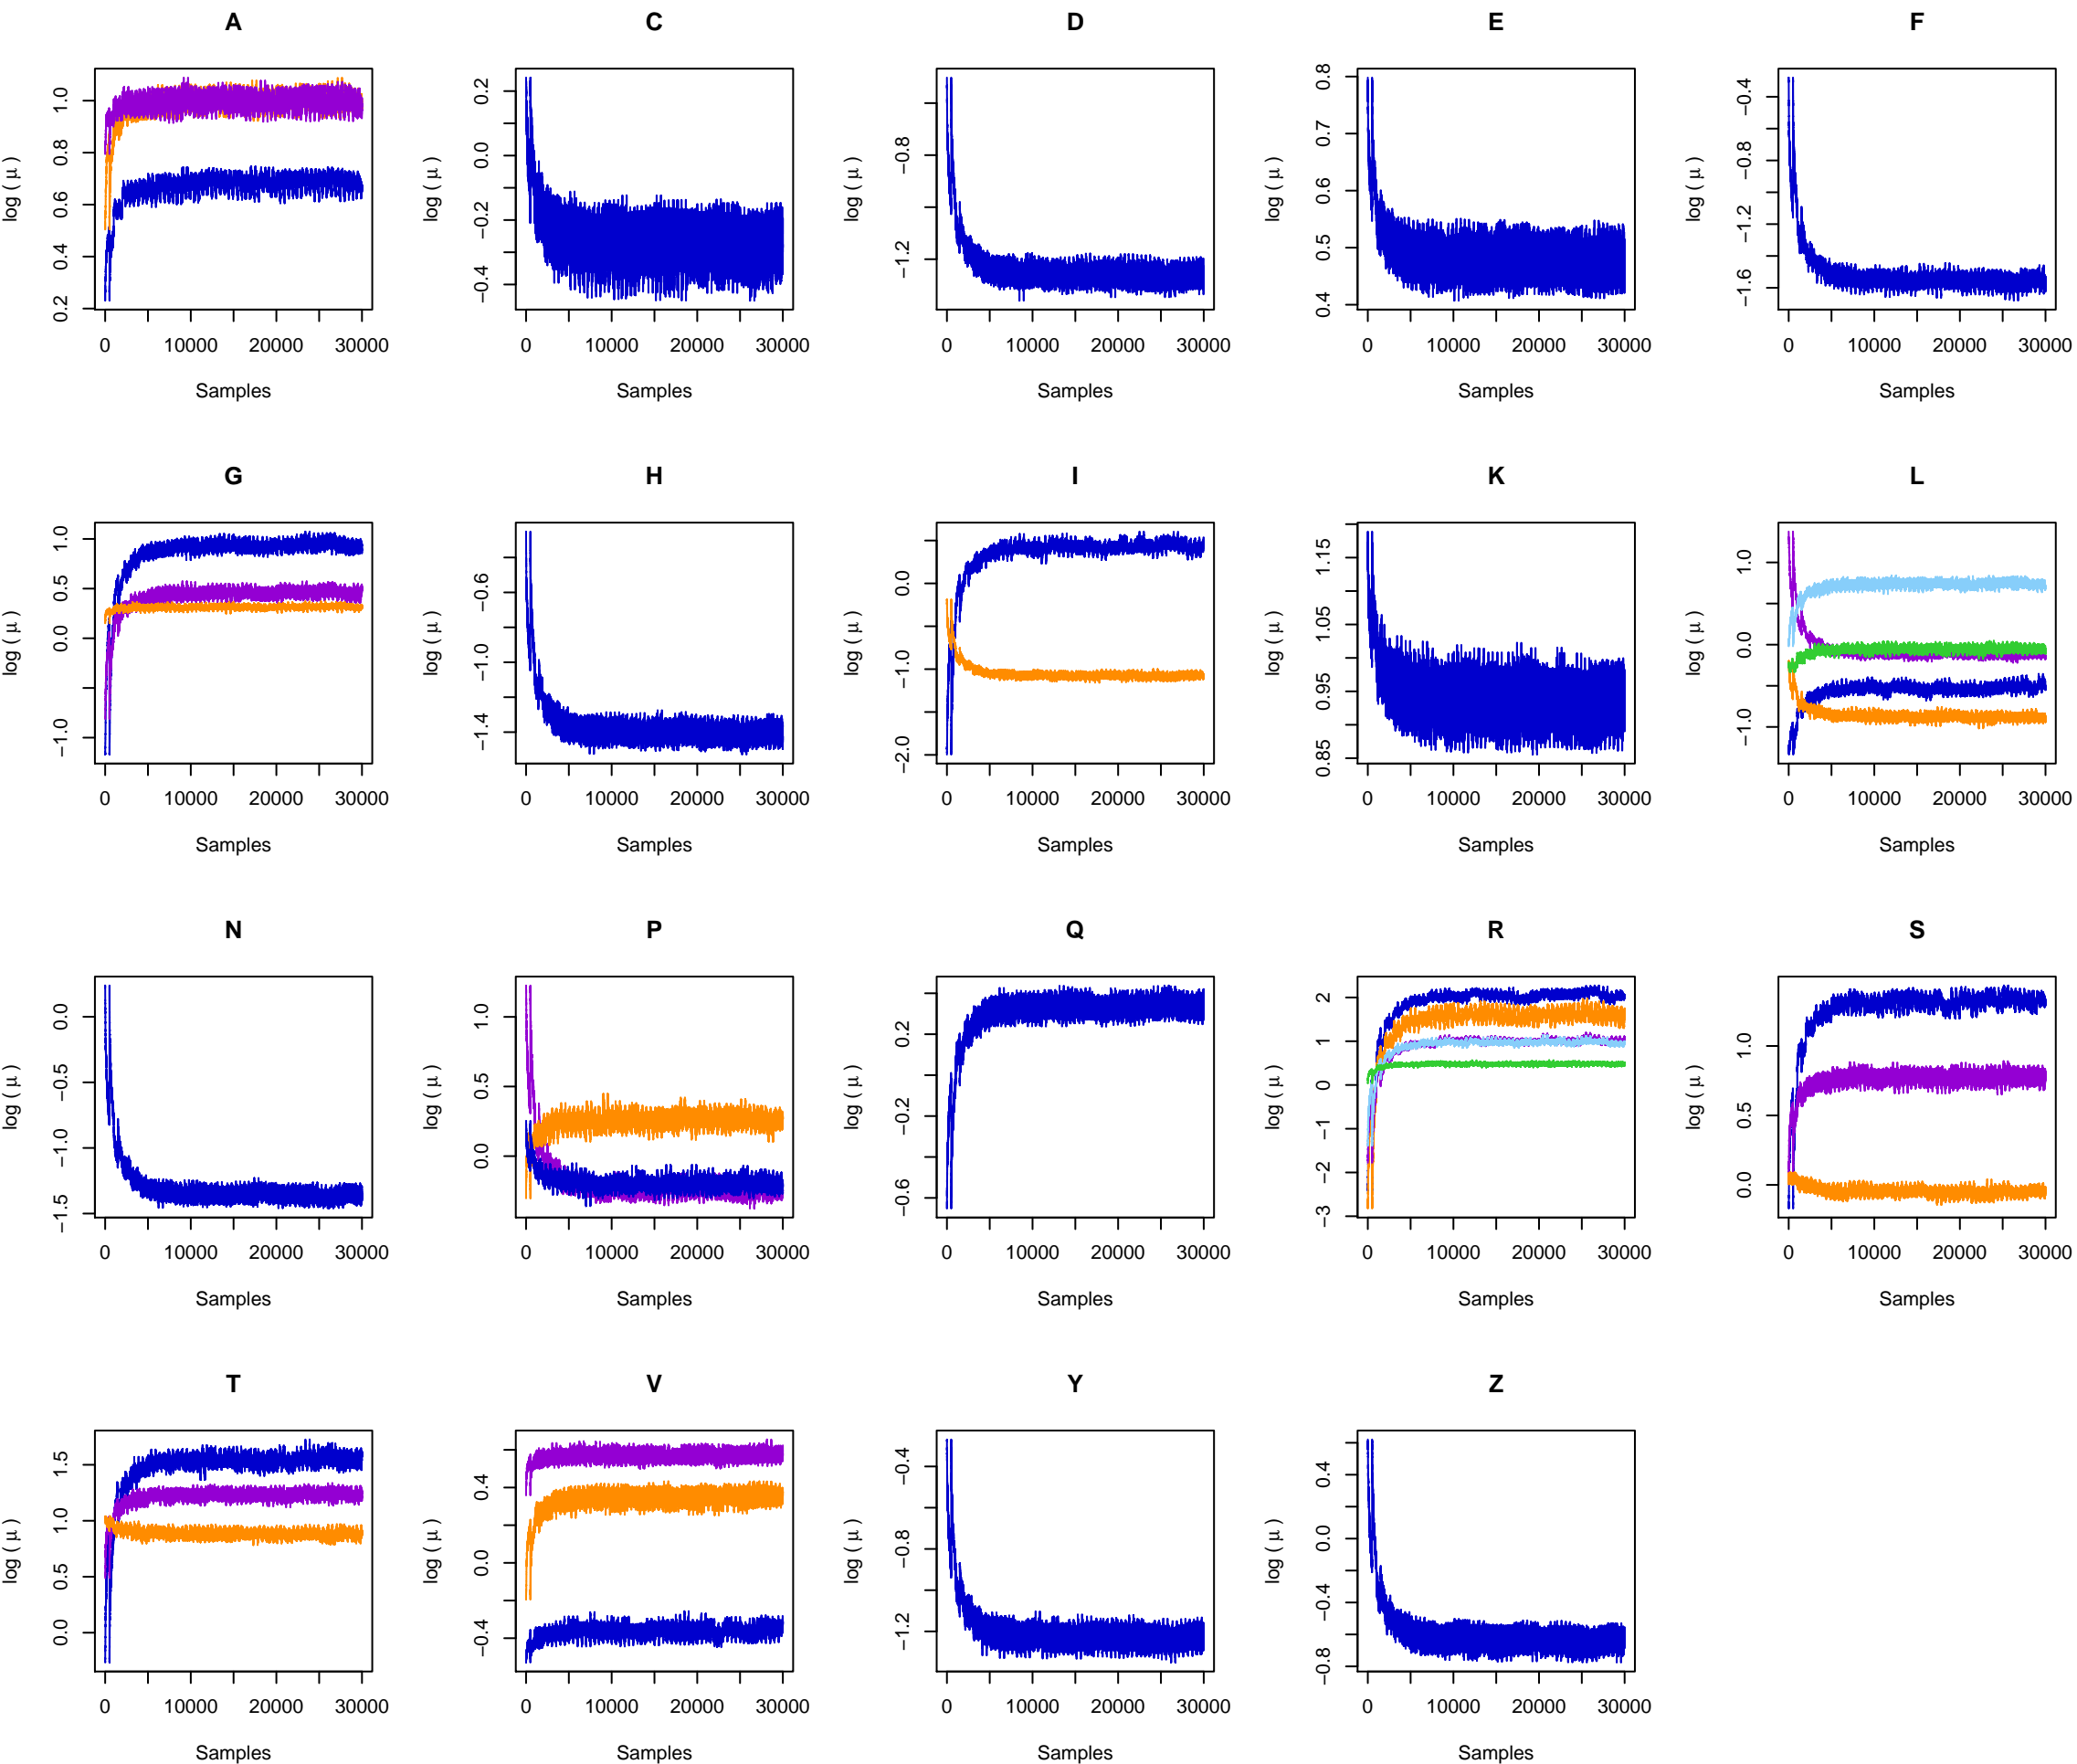 A
log ( μ )
0.2 0.4 0.6 0.8 1.0
0 10000 20000 30000
Samples
C
log ( μ )
−0.4 −0.2 0.0 0.2
0 10000 20000 30000
Samples
D
log ( μ )
−1.2 −0.8
0 10000 20000 30000
Samples
E
log ( μ )
0.4 0.5 0.6 0.7 0.8
0 10000 20000 30000
Samples
F
log ( μ )
−1.6 −1.2 −0.8 −0.4
0 10000 20000 30000
Samples
G
log ( μ )
−1.0 0.0 0.5 1.0
0 10000 20000 30000
Samples
H
log ( μ )
−1.4 −1.0 −0.6
0 10000 20000 30000
Samples
I
log ( μ )
−2.0 −1.0 0.0
0 10000 20000 30000
Samples
K
log ( μ )
0.85 0.95 1.05 1.15
0 10000 20000 30000
Samples
L
log ( μ )
−1.0 0.0 1.0
0 10000 20000 30000
Samples
N
log ( μ )
−1.5 −1.0 −0.5 0.0
0 10000 20000 30000
Samples
P
log ( μ )
0.0 0.5 1.0
0 10000 20000 30000
Samples
Q
log ( μ )
−0.6 −0.2 0.2
0 10000 20000 30000
Samples
R
log ( μ )
−3 −2 −1 0 1 2
0 10000 20000 30000
Samples
S
log ( μ )
0.0 0.5 1.0
0 10000 20000 30000
Samples
T
log ( μ )
0.0 0.5 1.0 1.5
0 10000 20000 30000
Samples
V
log ( μ )
−0.4 0.0 0.4
0 10000 20000 30000
Samples
Y
log ( μ )
−1.2 −0.8 −0.4
0 10000 20000 30000
Samples
Z
log ( μ )
−0.8 −0.4 0.0 0.4
0 10000 20000 30000
Samples